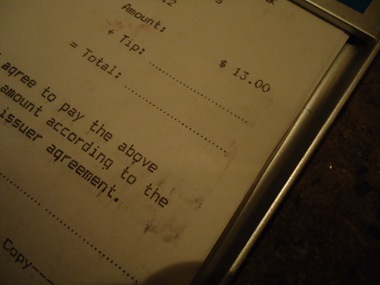 Amount:
$ 13.00
+ Tip: ....................
= Total: ....................
agree to pay the above
amount according to the
issuer agreement.
....................
Copy---